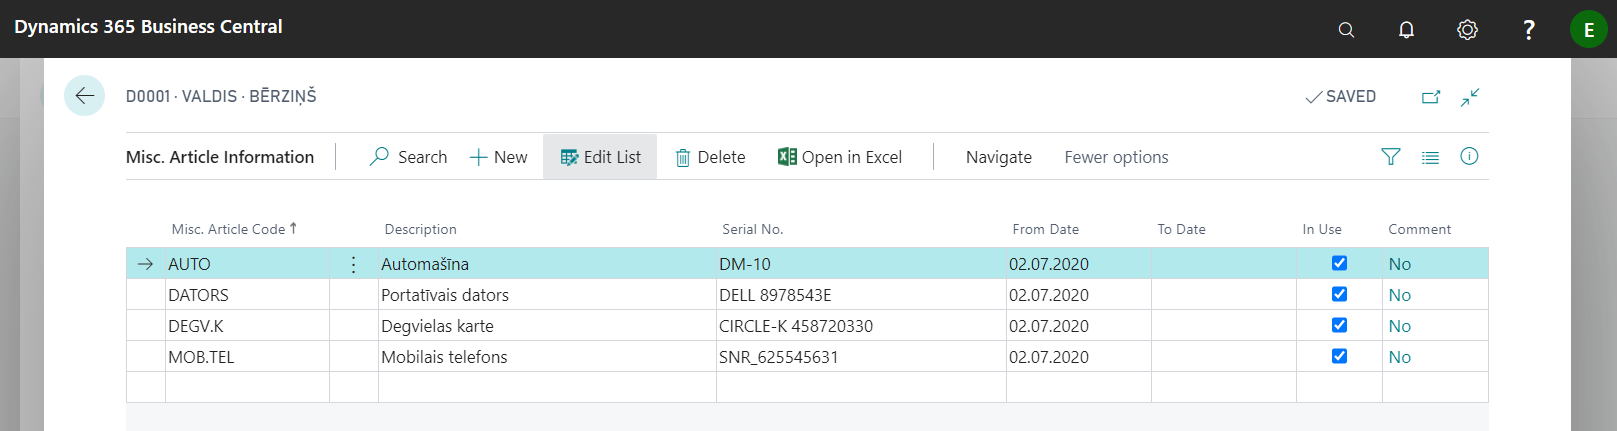 Dynamics 365 Business Central
E
D0001 · VALDIS · BĒRZIŅŠ
SAVED
Misc. Article Information Search New Edit List Delete Open in Excel Navigate Fewer options
Misc. Article Code ↑ Description Serial No. From Date To Date In Use Comment
AUTO Automašīna DM-10 02.07.2020 No
DATORS Portatīvais dators DELL 8978543E 02.07.2020 No
DEGV.K Degvielas karte CIRCLE-K 458720330 02.07.2020 No
MOB.TEL Mobilais telefons SNR_625545631 02.07.2020 No